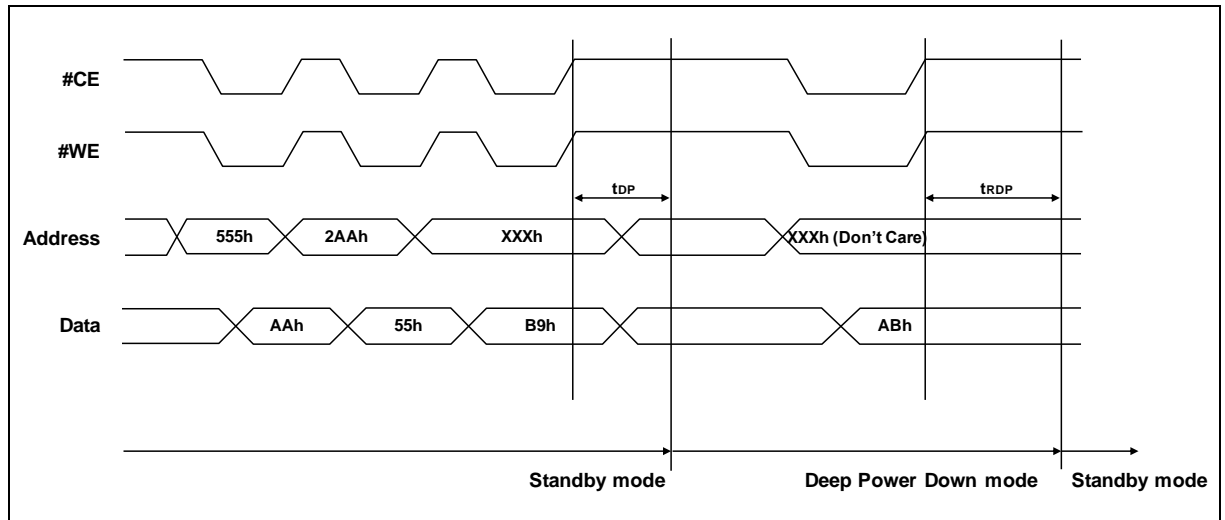 #CE
#WE
tDP
tRDP
Address
555h
2AAh
XXXh
XXXh (Don't Care)
Data
AAh
55h
B9h
ABh
Standby mode
Deep Power Down mode
Standby mode